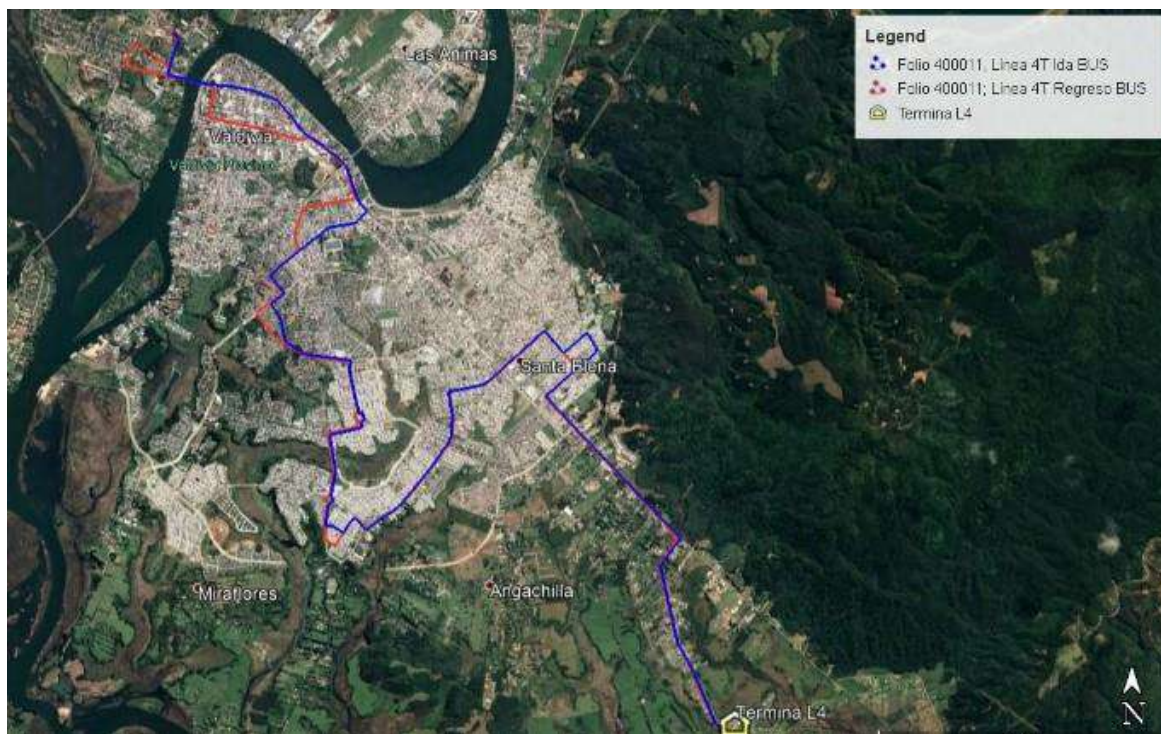 Las Animas
Legend
Folio 400011, Línea 4T Ida BUS
Folio 400011; Línea 4T Regreso BUS
Termina L4
Valdivia
Santa Elena
Miraflores
Angachilla
Termina L4
N